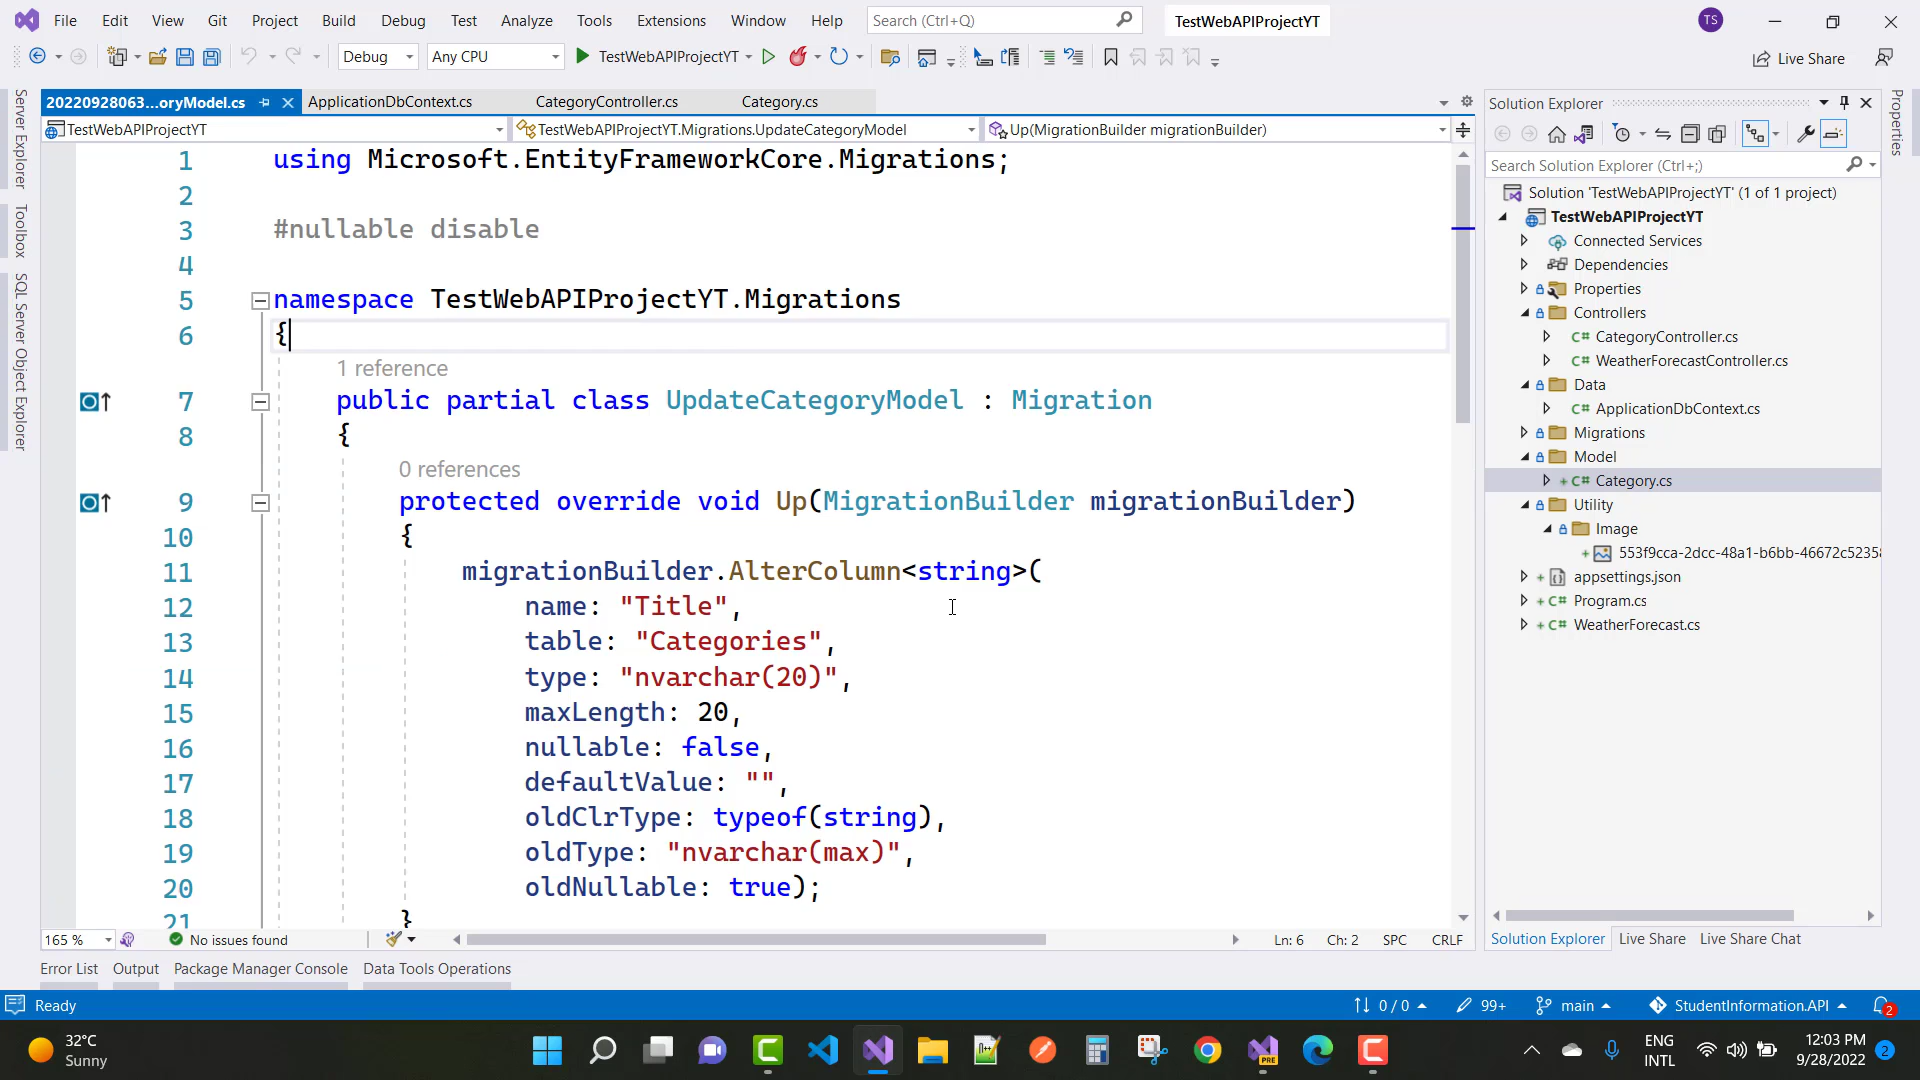 File Edit View Git Project Build Debug Test Analyze Tools Extensions Window Help Search (Ctrl+Q) TestWebAPIProjectYT TS
Debug Any CPU TestWebAPIProjectYT Live Share
20220928063...oryModel.cs ApplicationDbContext.cs CategoryController.cs Category.cs
TestWebAPIProjectYT TestWebAPIProjectYT.Migrations.UpdateCategoryModel Up(MigrationBuilder migrationBuilder)
Server Explorer
Toolbox
SQL Server Object Explorer
1 using Microsoft.EntityFrameworkCore.Migrations;
2
3 #nullable disable
4
5 namespace TestWebAPIProjectYT.Migrations
6 {
1 reference
7 public partial class UpdateCategoryModel : Migration
8 {
0 references
9 protected override void Up(MigrationBuilder migrationBuilder)
10 {
11 migrationBuilder.AlterColumn<string>(
12 name: "Title",
13 table: "Categories",
14 type: "nvarchar(20)",
15 maxLength: 20,
16 nullable: false,
17 defaultValue: "",
18 oldClrType: typeof(string),
19 oldType: "nvarchar(max)",
20 oldNullable: true);
21 }
165 % No issues found Ln: 6 Ch: 2 SPC CRLF
Solution Explorer
Search Solution Explorer (Ctrl+;)
Solution 'TestWebAPIProjectYT' (1 of 1 project)
TestWebAPIProjectYT
Connected Services
Dependencies
Properties
Controllers
C# CategoryController.cs
C# WeatherForecastController.cs
Data
C# ApplicationDbContext.cs
Migrations
Model
C# Category.cs
Utility
Image
553f9cca-2dcc-48a1-b6bb-46672c5235
appsettings.json
C# Program.cs
C# WeatherForecast.cs
Solution Explorer Live Share Live Share Chat
Properties
Error List Output Package Manager Console Data Tools Operations
Ready 0 / 0 99+ main StudentInformation.API 2
32°C
Sunny
PRE
ENG
INTL
12:03 PM
9/28/2022
2